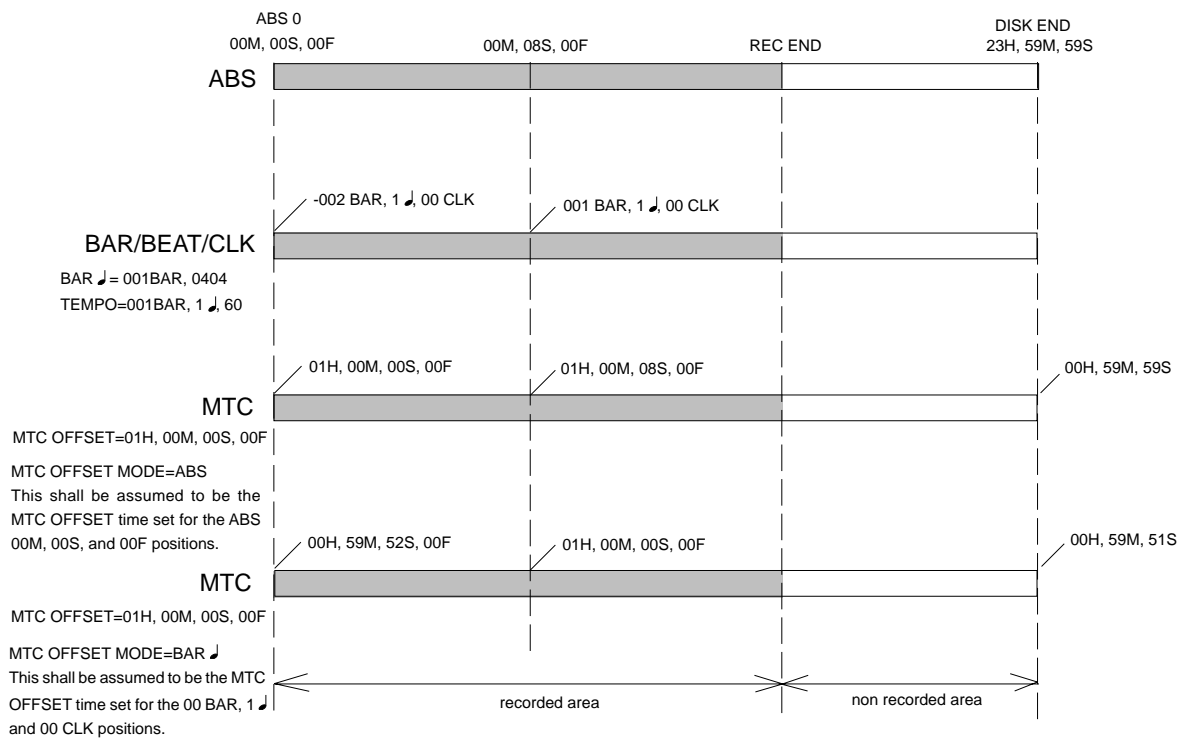 ABS 0
00M, 00S, 00F
00M, 08S, 00F
REC END
DISK END
23H, 59M, 59S
ABS
-002 BAR, 1 ♩, 00 CLK
001 BAR, 1 ♩, 00 CLK
BAR/BEAT/CLK
BAR ♩ = 001BAR, 0404
TEMPO=001BAR, 1 ♩, 60
01H, 00M, 00S, 00F
01H, 00M, 08S, 00F
00H, 59M, 59S
MTC
MTC OFFSET=01H, 00M, 00S, 00F
MTC OFFSET MODE=ABS
This shall be assumed to be the
MTC OFFSET time set for the ABS
00M, 00S, and 00F positions.
00H, 59M, 52S, 00F
01H, 00M, 00S, 00F
00H, 59M, 51S
MTC
MTC OFFSET=01H, 00M, 00S, 00F
MTC OFFSET MODE=BAR ♩
This shall be assumed to be the MTC
OFFSET time set for the 00 BAR, 1 ♩
and 00 CLK positions.
recorded area
non recorded area